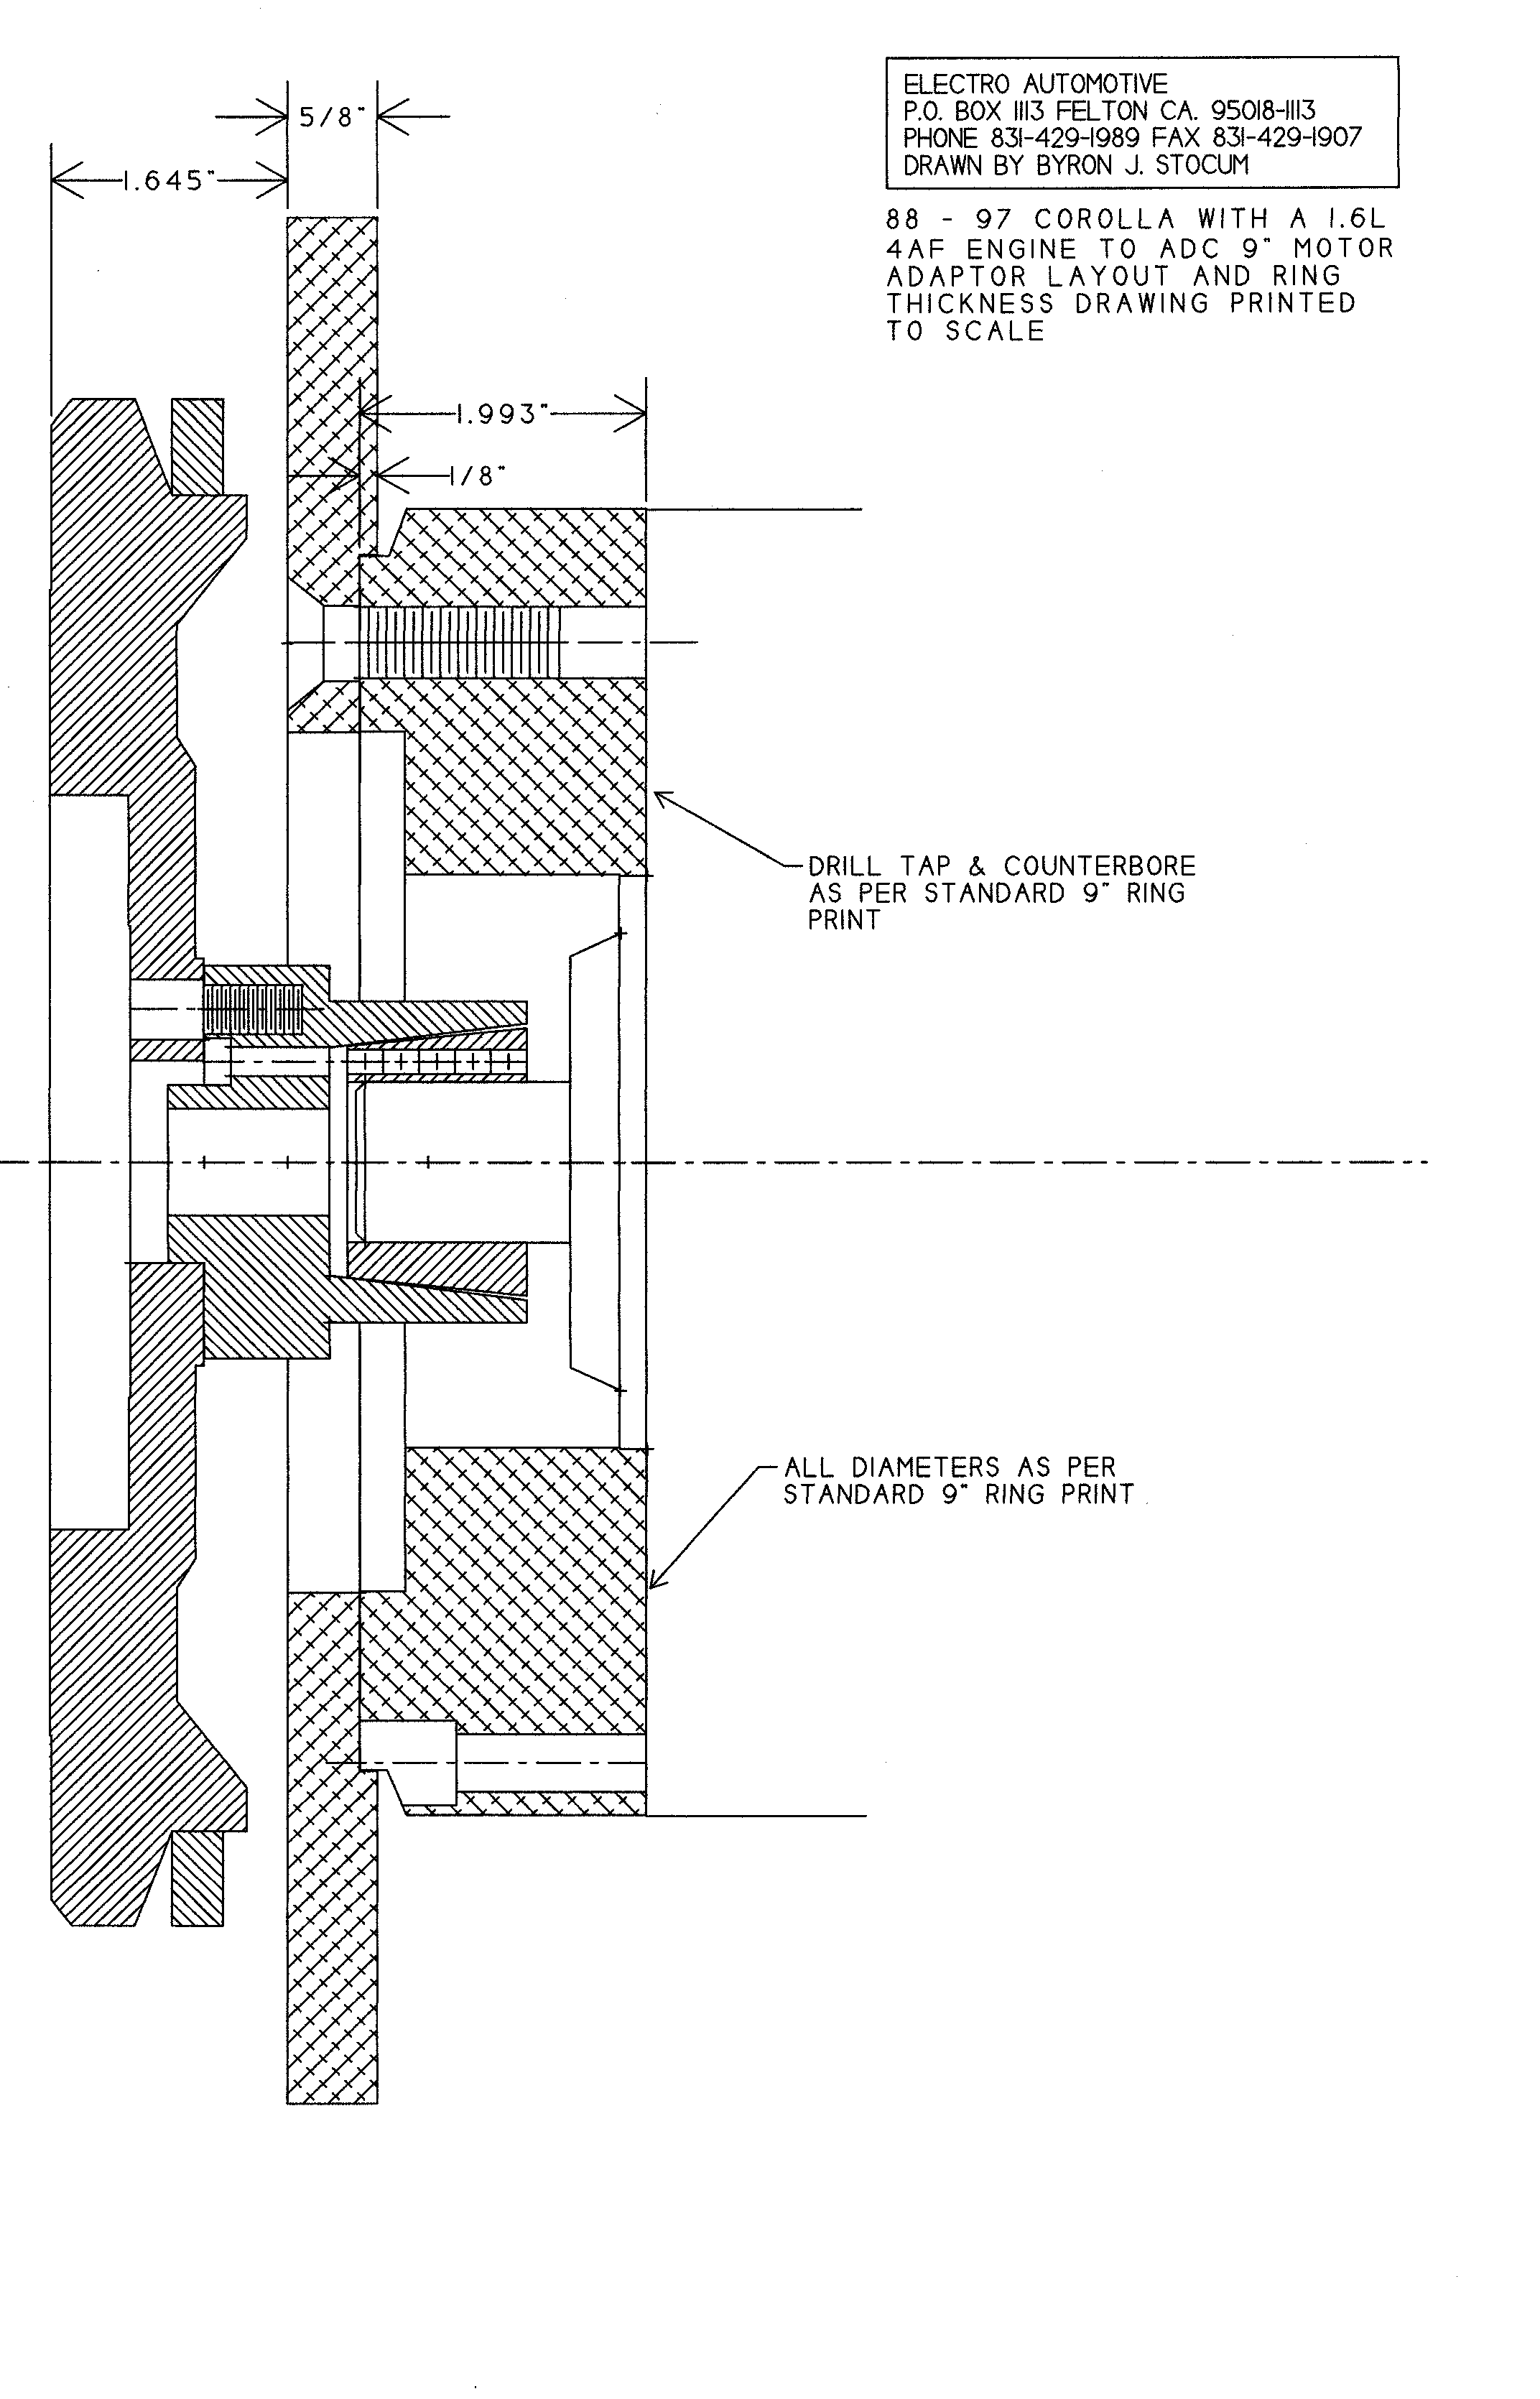 ELECTRO AUTOMOTIVE
P.O. BOX 1113 FELTON CA. 95018-1113
PHONE 831-429-1989 FAX 831-429-1907
DRAWN BY BYRON J. STOCUM
88 - 97 COROLLA WITH A 1.6L
4AF ENGINE TO ADC 9" MOTOR
ADAPTOR LAYOUT AND RING
THICKNESS DRAWING PRINTED
TO SCALE
5/8"
1.645"
1.993"
1/8"
DRILL TAP & COUNTERBORE
AS PER STANDARD 9" RING
PRINT
ALL DIAMETERS AS PER
STANDARD 9" RING PRINT